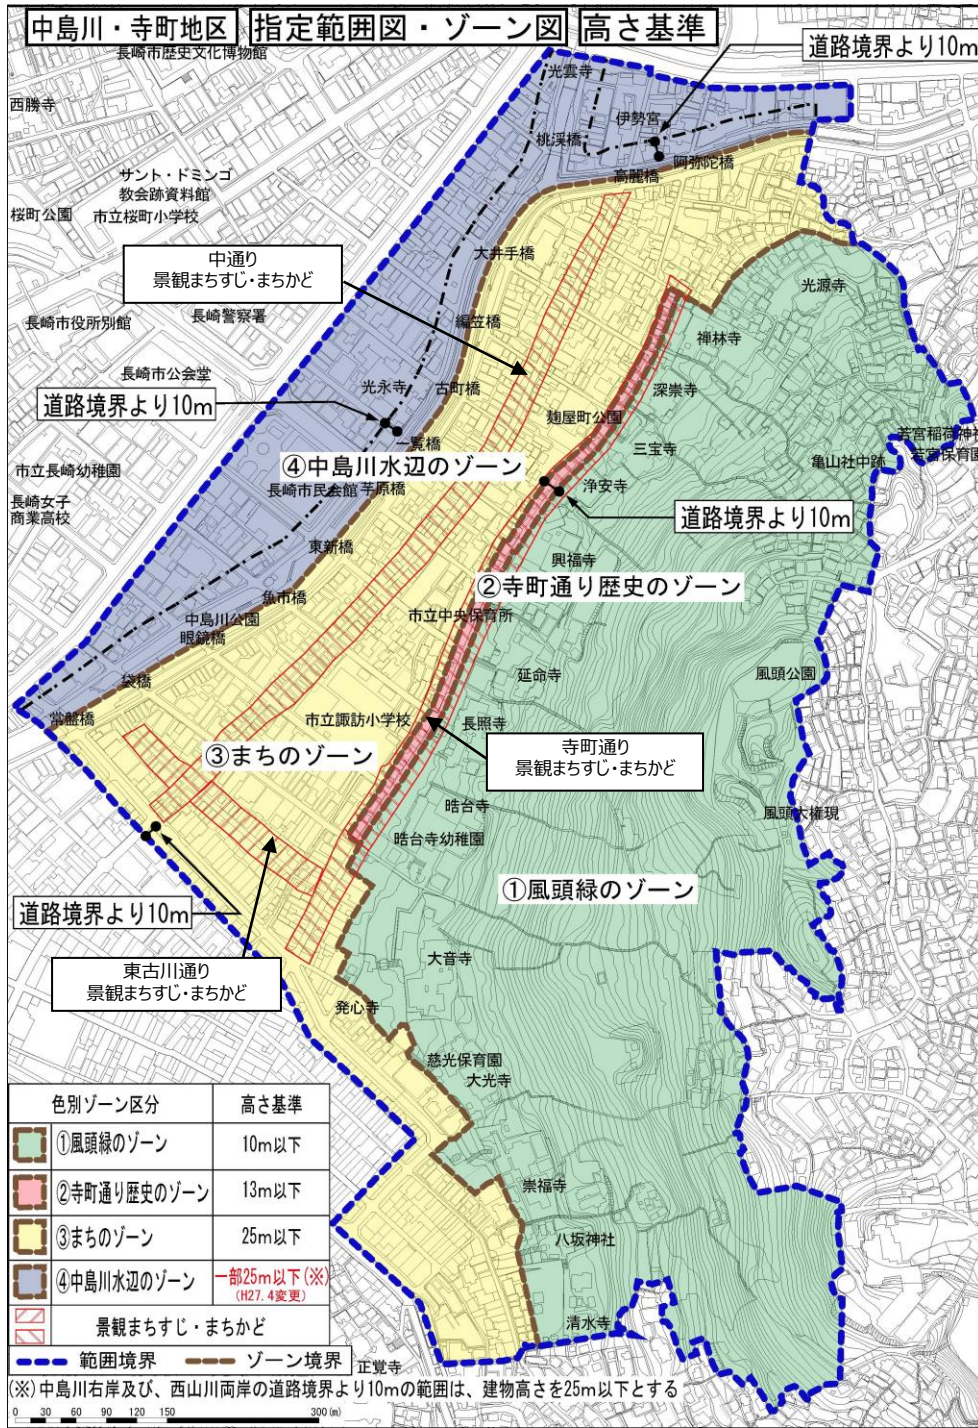 中島川・寺町地区 指定範囲図・ゾーン図 高さ基準
道路境界より10m
長崎市歴史文化博物館
光雲寺
西勝寺
伊勢宮
桃渓橋
阿弥陀橋
高麗橋
サント・ドミンゴ
教会跡資料館
桜町公園
市立桜町小学校
大井手橋
中通り
景観まちすじ・まちかど
光源寺
長崎市役所別館
長崎警察署
編笠橋
禅林寺
長崎市公会堂
光永寺
古町橋
深崇寺
道路境界より10m
麹屋町公園
若宮稲荷神社
一覧橋
三宝寺
若宮保育園
亀山社中跡
④中島川水辺のゾーン
市立長崎幼稚園
長崎市民会館
芋原橋
浄安寺
長崎女子
商業高校
道路境界より10m
東新橋
興福寺
②寺町通り歴史のゾーン
魚市橋
中島川公園
眼鏡橋
市立中央保育所
延命寺
風頭公園
袋橋
常盤橋
市立諏訪小学校
長照寺
③まちのゾーン
寺町通り
景観まちすじ・まちかど
晧台寺
風頭大権現
晧台寺幼稚園
①風頭緑のゾーン
道路境界より10m
大音寺
東古川通り
景観まちすじ・まちかど
発心寺
慈光保育園
大光寺
色別ゾーン区分 高さ基準
①風頭緑のゾーン 10m以下
②寺町通り歴史のゾーン 13m以下
③まちのゾーン 25m以下
④中島川水辺のゾーン 一部25m以下(※)
(H27.4変更)
景観まちすじ・まちかど
崇福寺
八坂神社
清水寺
範囲境界 ゾーン境界
正覚寺
(※)中島川右岸及び、西山川両岸の道路境界より10mの範囲は、建物高さを25m以下とする
0 30 60 90 120 150 300 (m)